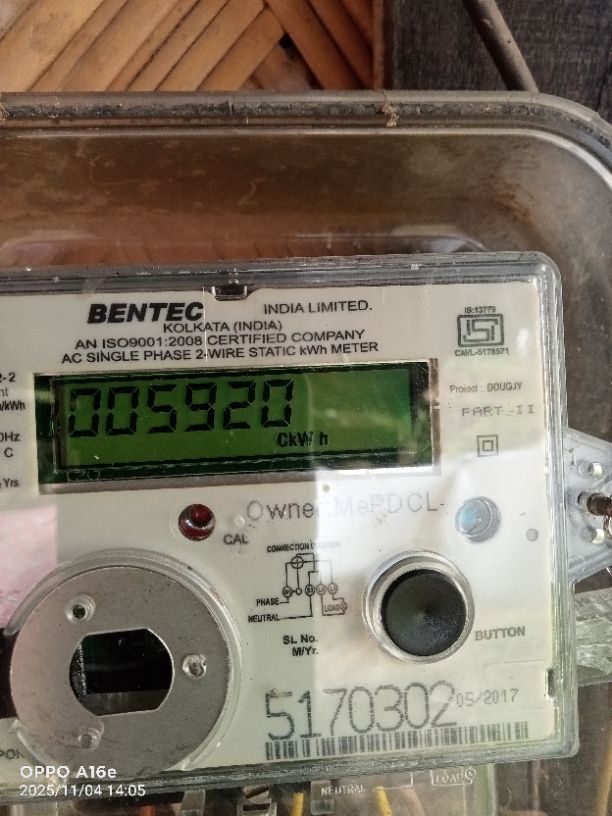 BENTEC INDIA LIMITED.
KOLKATA (INDIA)
AN ISO9001:2008 CERTIFIED COMPANY
AC SINGLE PHASE 2-WIRE STATIC kWh METER
IS:13779
CM/L-5178571
005920
CkWh
Project : DDUGJY
PART-II
Owner:MePDCL
CAL
CONNECTION DIAGRAM
PHASE
NEUTRAL
LOAD
SL No.
M/Yr.
BUTTON
5170302 05/2017
NEUTRAL
LOAD
OPPO A16e
2025/11/04 14:05